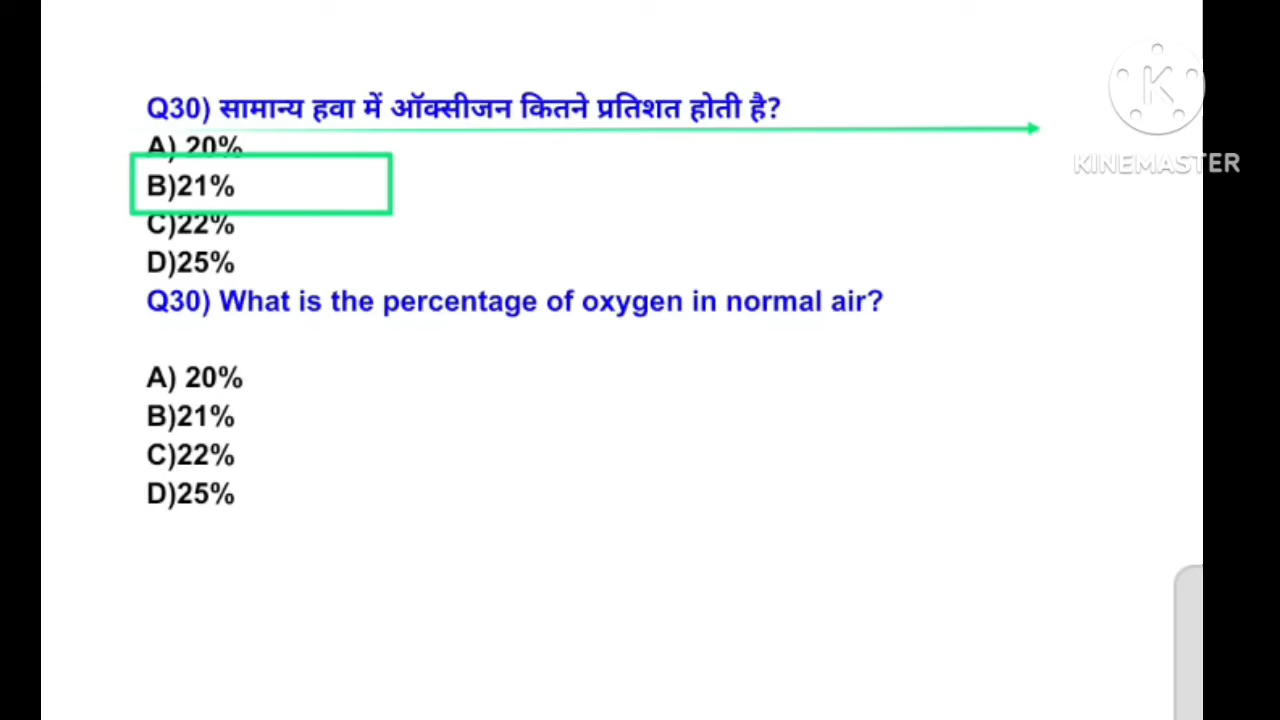 Q30) सामान्य हवा में ऑक्सीजन कितने प्रतिशत होती है?
A) 20%
B)21%
C)22%
D)25%
Q30) What is the percentage of oxygen in normal air?
A) 20%
B)21%
C)22%
D)25%
K
KINEMASTER